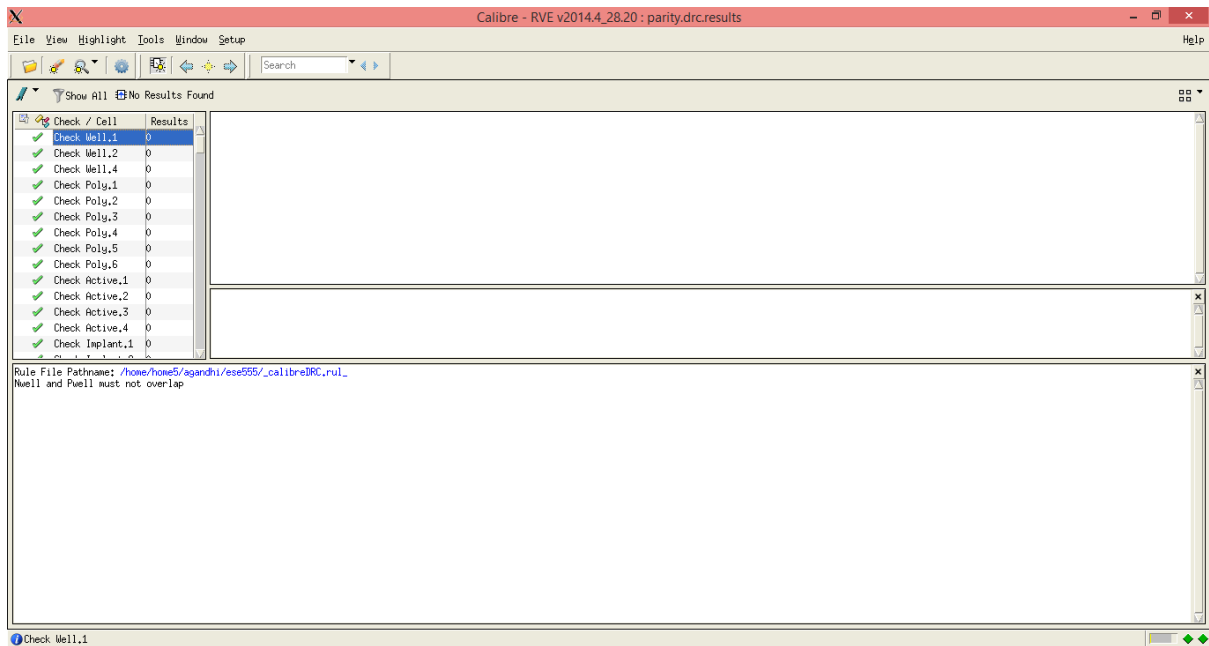 X Calibre - RVE v2014.4_28.20 : parity.drc.results
File View Highlight Tools Window Setup Help
Search
Show All No Results Found
Check / Cell Results
Check Well.1 0
Check Well.2 0
Check Well.4 0
Check Poly.1 0
Check Poly.2 0
Check Poly.3 0
Check Poly.4 0
Check Poly.5 0
Check Poly.6 0
Check Active.1 0
Check Active.2 0
Check Active.3 0
Check Active.4 0
Check Implant.1 0
Rule File Pathname: /home/home5/agandhi/ese555/_calibreDRC.rul_
Nwell and Pwell must not overlap
Check Well.1